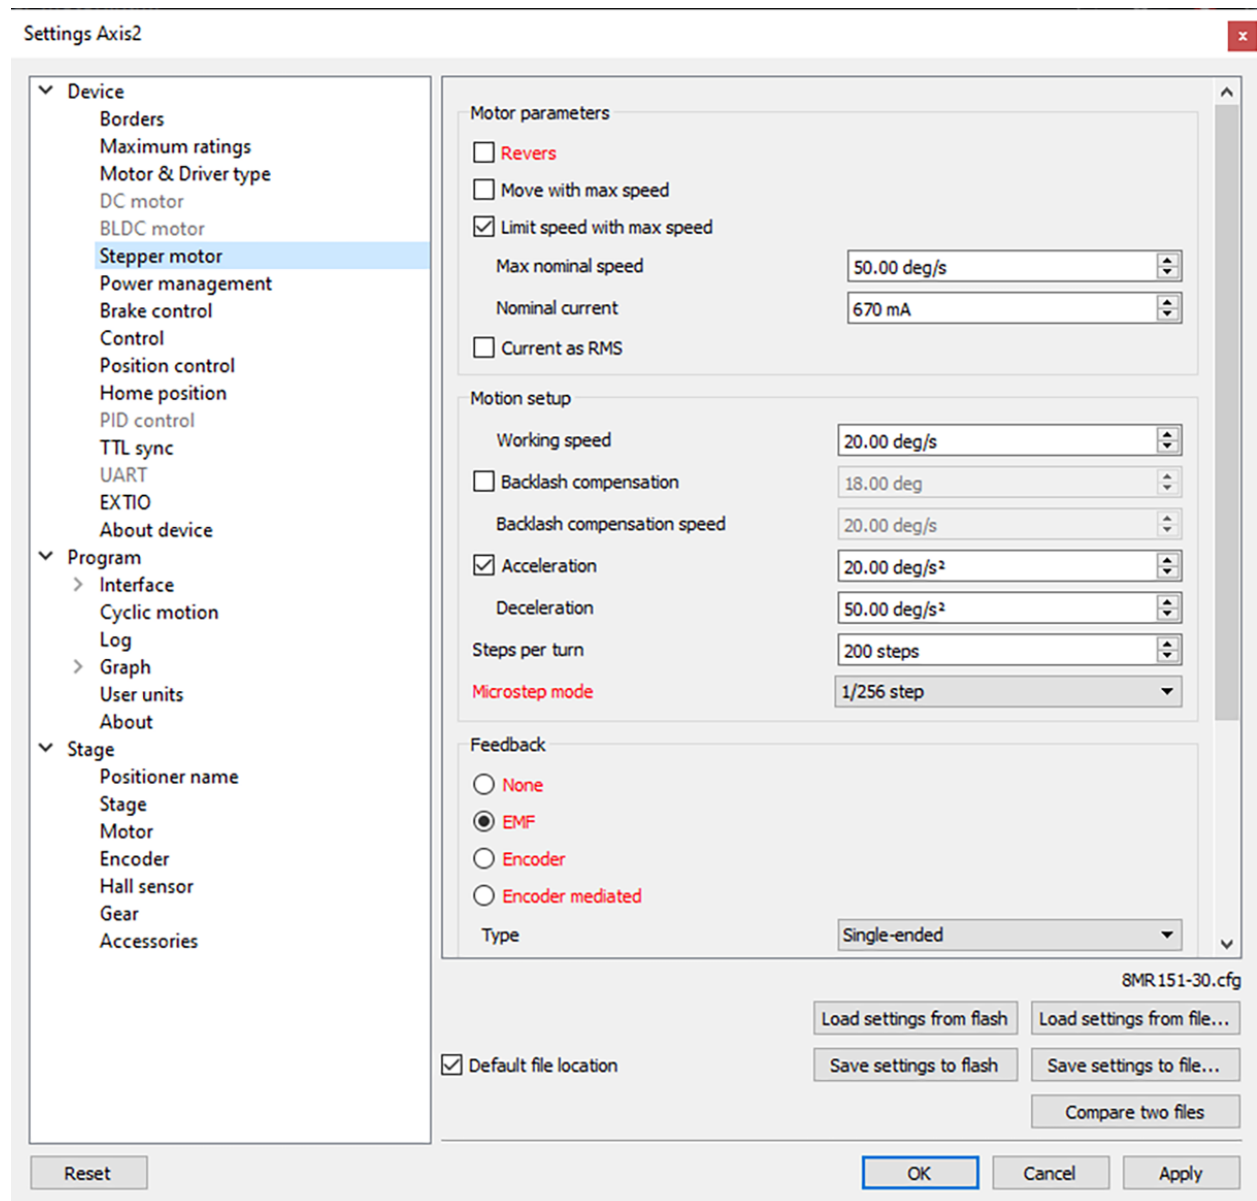 Settings Axis2
x
Device
Borders
Maximum ratings
Motor & Driver type
DC motor
BLDC motor
Stepper motor
Power management
Brake control
Control
Position control
Home position
PID control
TTL sync
UART
EXTIO
About device
Program
Interface
Cyclic motion
Log
Graph
User units
About
Stage
Positioner name
Stage
Motor
Encoder
Hall sensor
Gear
Accessories
Motor parameters
Revers
Move with max speed
Limit speed with max speed
Max nominal speed 50.00 deg/s
Nominal current 670 mA
Current as RMS
Motion setup
Working speed 20.00 deg/s
Backlash compensation 18.00 deg
Backlash compensation speed 20.00 deg/s
Acceleration 20.00 deg/s²
Deceleration 50.00 deg/s²
Steps per turn 200 steps
Microstep mode 1/256 step
Feedback
None
EMF
Encoder
Encoder mediated
Type Single-ended
8MR151-30.cfg
Load settings from flash Load settings from file...
Default file location Save settings to flash Save settings to file...
Compare two files
Reset OK Cancel Apply